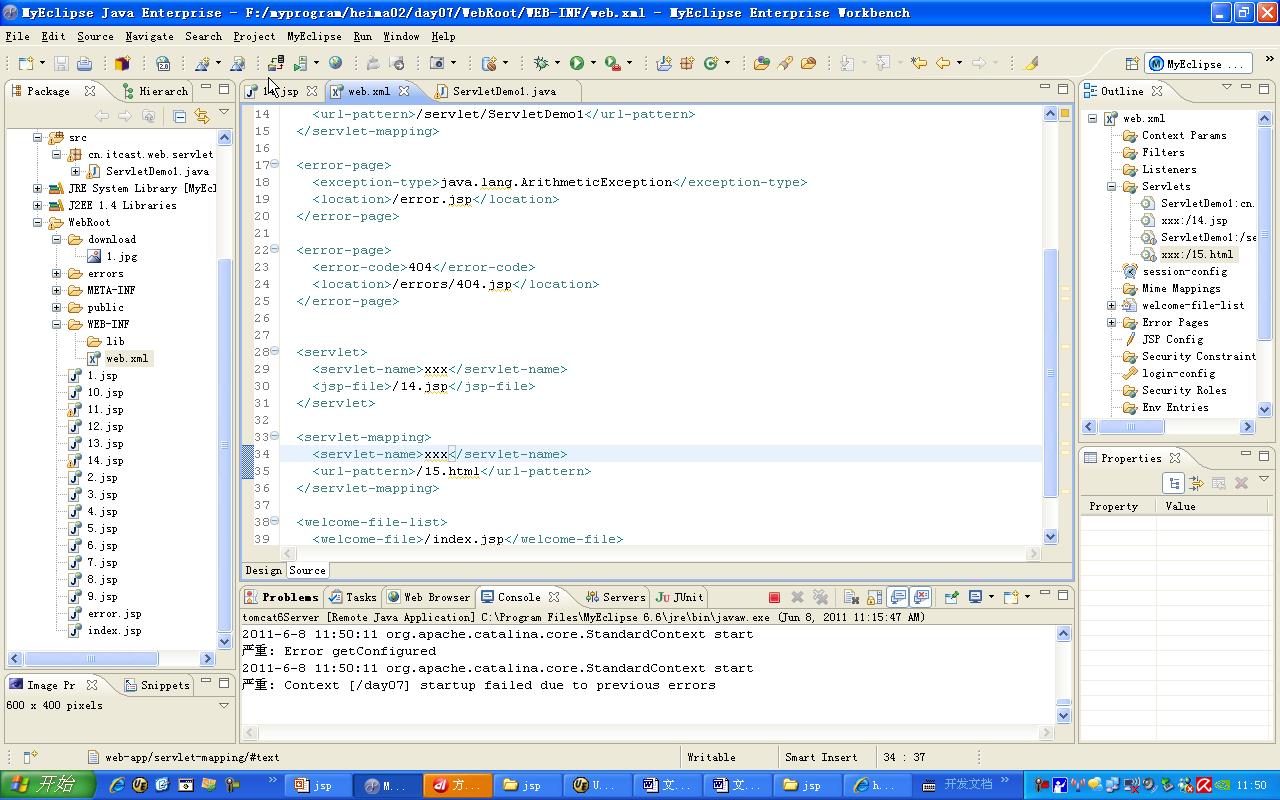 MyEclipse Java Enterprise - F:/myprogram/heima02/day07/WebRoot/WEB-INF/web.xml - MyEclipse Enterprise Workbench
File Edit Source Navigate Search Project MyEclipse Run Window Help
MyEclipse ...
Package
Hierarch
src
cn.itcast.web.servlet
ServletDemo1.java
JRE System Library [MyEcl
J2EE 1.4 Libraries
WebRoot
download
1.jpg
errors
META-INF
public
WEB-INF
lib
web.xml
1.jsp
10.jsp
11.jsp
12.jsp
13.jsp
14.jsp
2.jsp
3.jsp
4.jsp
5.jsp
6.jsp
7.jsp
8.jsp
9.jsp
error.jsp
index.jsp
Image Pr
Snippets
600 x 400 pixels
web.xml
ServletDemo1.java
14 <url-pattern>/servlet/ServletDemo1</url-pattern>
15 </servlet-mapping>
16
17 <error-page>
18 <exception-type>java.lang.ArithmeticException</exception-type>
19 <location>/error.jsp</location>
20 </error-page>
21
22 <error-page>
23 <error-code>404</error-code>
24 <location>/errors/404.jsp</location>
25 </error-page>
26
27
28 <servlet>
29 <servlet-name>xxx</servlet-name>
30 <jsp-file>/14.jsp</jsp-file>
31 </servlet>
32
33 <servlet-mapping>
34 <servlet-name>xxx</servlet-name>
35 <url-pattern>/15.html</url-pattern>
36 </servlet-mapping>
37
38 <welcome-file-list>
39 <welcome-file>/index.jsp</welcome-file>
Design Source
Problems Tasks Web Browser Console Servers JUnit
tomcat6Server [Remote Java Application] C:\Program Files\MyEclipse 6.6\jre\bin\javaw.exe (Jun 8, 2011 11:15:47 AM)
2011-6-8 11:50:11 org.apache.catalina.core.StandardContext start
严重: Error getConfigured
2011-6-8 11:50:11 org.apache.catalina.core.StandardContext start
严重: Context [/day07] startup failed due to previous errors
Outline
web.xml
Context Params
Filters
Listeners
Servlets
ServletDemo1:cn.
xxx:/14.jsp
ServletDemo1:/se
xxx:/15.html
session-config
Mime Mappings
welcome-file-list
Error Pages
JSP Config
Security Constraint
login-config
Security Roles
Env Entries
Properties
Property Value
web-app/servlet-mapping/#text
Writable
Smart Insert
34 : 37
开始
jsp
M...
方...
jsp
U...
文...
文...
jsp
h...
开发文档
11:50